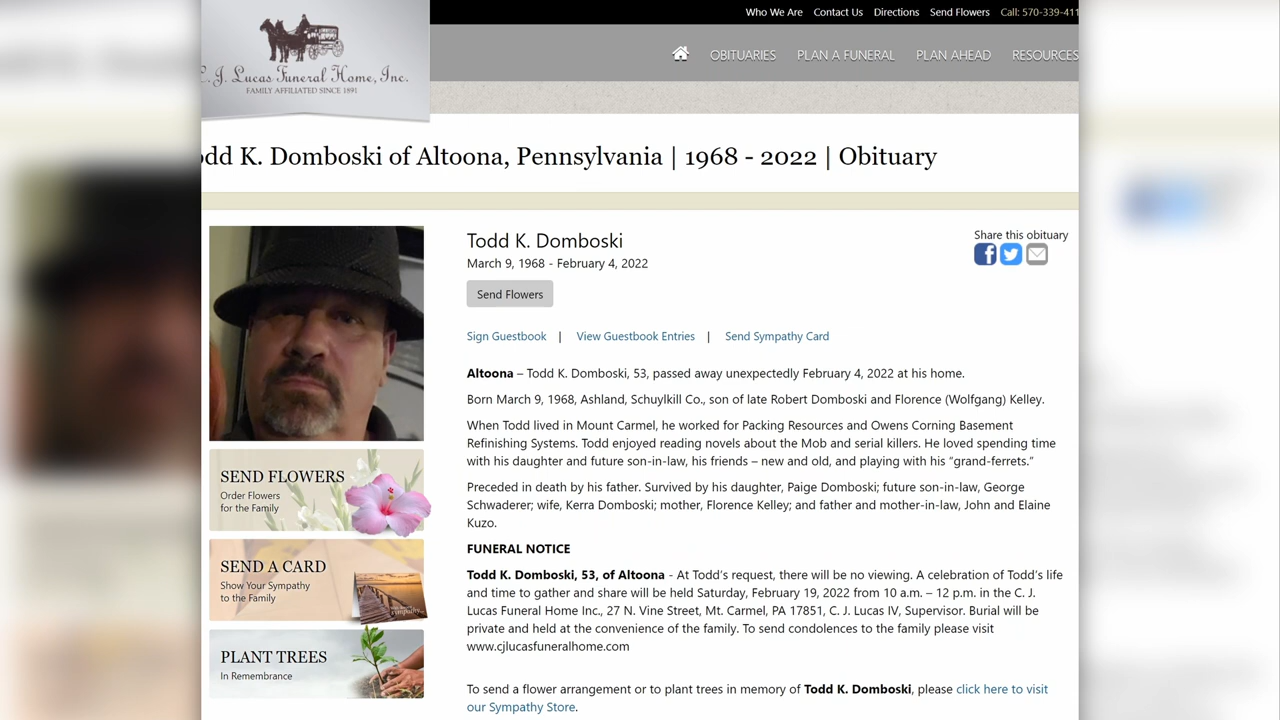 Who We Are Contact Us Directions Send Flowers Call: 570-339-411
C. J. Lucas Funeral Home, Inc.
FAMILY AFFILIATED SINCE 1891
OBITUARIES PLAN A FUNERAL PLAN AHEAD RESOURCES
odd K. Domboski of Altoona, Pennsylvania | 1968 - 2022 | Obituary
Todd K. Domboski
March 9, 1968 - February 4, 2022
Share this obituary
Send Flowers
Sign Guestbook | View Guestbook Entries | Send Sympathy Card
Altoona – Todd K. Domboski, 53, passed away unexpectedly February 4, 2022 at his home.
Born March 9, 1968, Ashland, Schuylkill Co., son of late Robert Domboski and Florence (Wolfgang) Kelley.
When Todd lived in Mount Carmel, he worked for Packing Resources and Owens Corning Basement
Refinishing Systems. Todd enjoyed reading novels about the Mob and serial killers. He loved spending time
with his daughter and future son-in-law, his friends – new and old, and playing with his “grand-ferrets.”
Preceded in death by his father. Survived by his daughter, Paige Domboski; future son-in-law, George
Schwaderer; wife, Kerra Domboski; mother, Florence Kelley; and father and mother-in-law, John and Elaine
Kuzo.
FUNERAL NOTICE
Todd K. Domboski, 53, of Altoona - At Todd’s request, there will be no viewing. A celebration of Todd’s life
and time to gather and share will be held Saturday, February 19, 2022 from 10 a.m. – 12 p.m. in the C. J.
Lucas Funeral Home Inc., 27 N. Vine Street, Mt. Carmel, PA 17851, C. J. Lucas IV, Supervisor. Burial will be
private and held at the convenience of the family. To send condolences to the family please visit
www.cjlucasfuneralhome.com
To send a flower arrangement or to plant trees in memory of Todd K. Domboski, please click here to visit
our Sympathy Store.
SEND FLOWERS
Order Flowers
for the Family
SEND A CARD
Show Your Sympathy
to the Family
PLANT TREES
In Remembrance